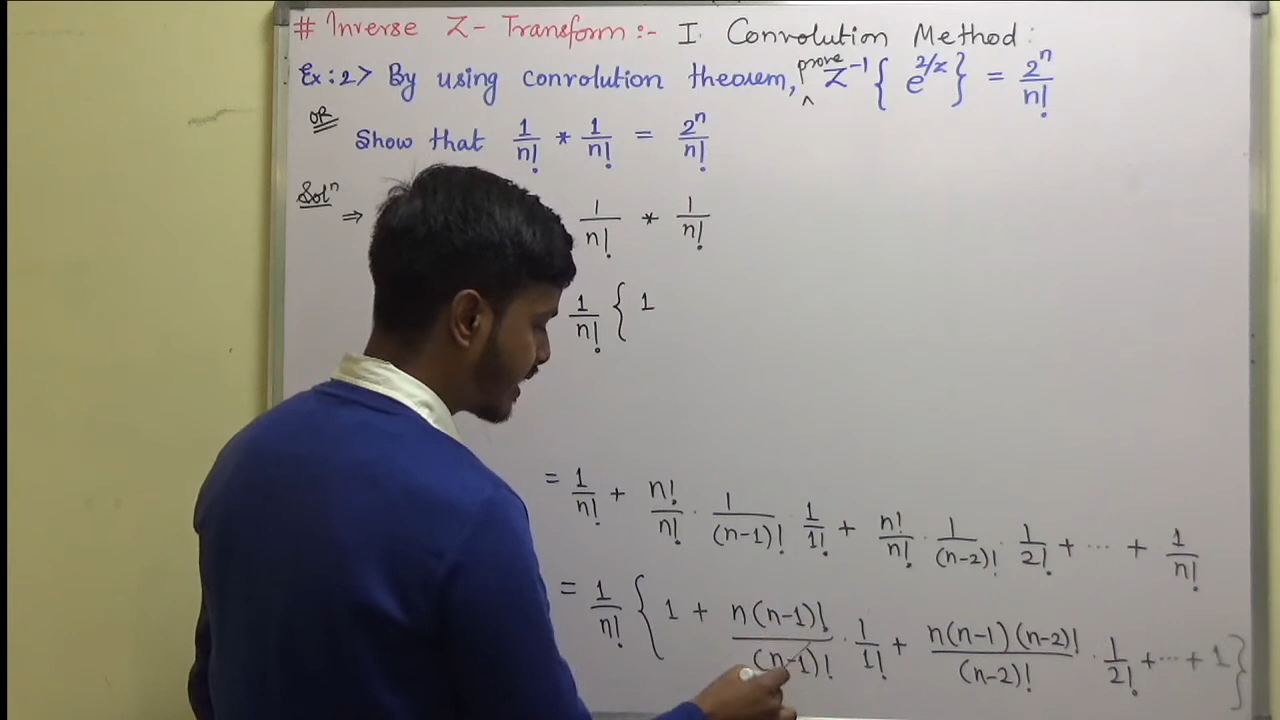 # Inverse Z - Transform :- I. Convolution Method :
Ex : 2 > By using convolution theorem, prove Z⁻¹ { e^(2/z) } = 2ⁿ/n!
OR
Show that 1/n! * 1/n! = 2ⁿ/n!
Solⁿ ⇒ 1/n! * 1/n!
1/n! { 1
= 1/n! + n!/n! · 1/(n-1)! · 1/1! + n!/n! · 1/(n-2)! · 1/2! + ··· + 1/n!
= 1/n! { 1 + n(n-1)!/(n-1)! · 1/1! + n(n-1)(n-2)!/(n-2)! · 1/2! + ··· + 1 }